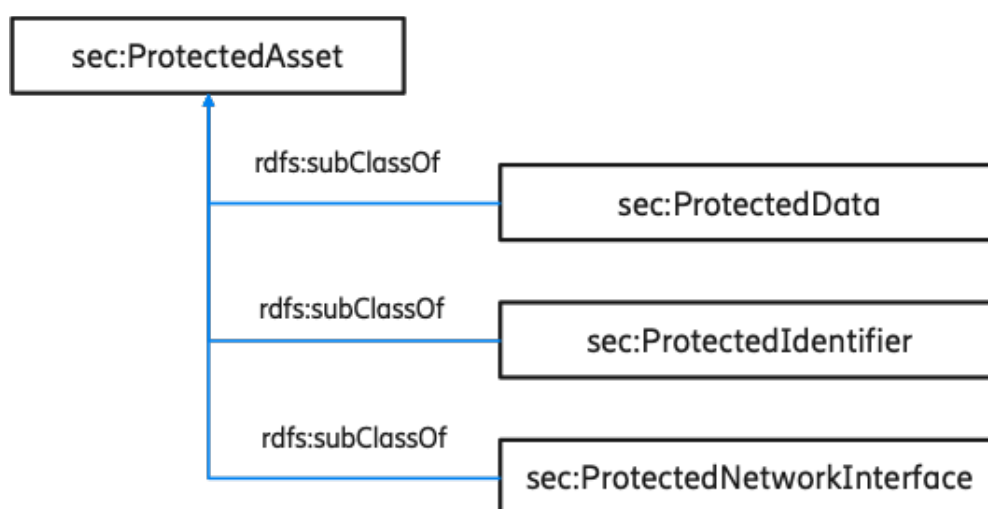 sec:ProtectedAsset
rdfs:subClassOf
sec:ProtectedData
rdfs:subClassOf
sec:ProtectedIdentifier
rdfs:subClassOf
sec:ProtectedNetworkInterface